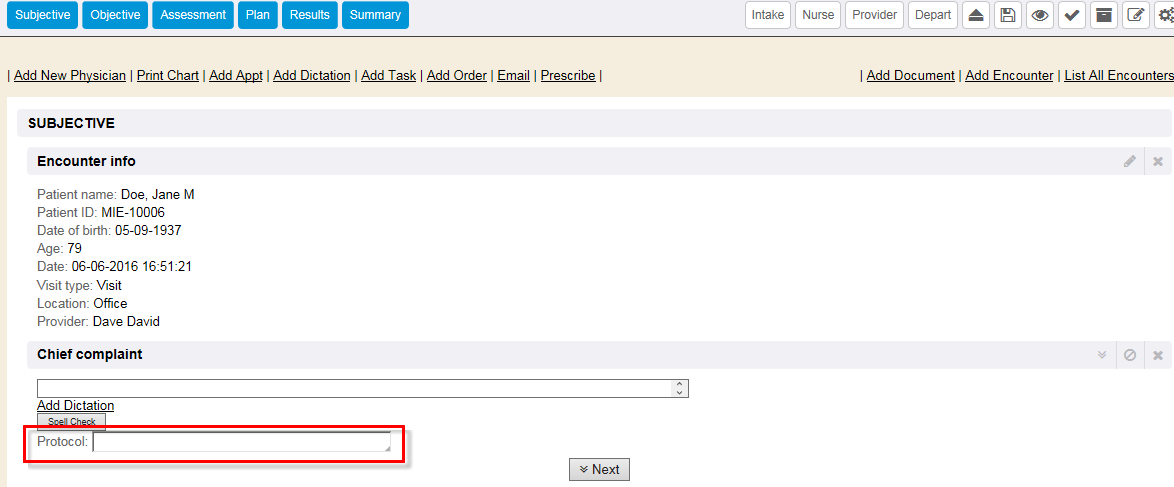 Subjective Objective Assessment Plan Results Summary Intake Nurse Provider Depart
| Add New Physician | Print Chart | Add Appt | Add Dictation | Add Task | Add Order | Email | Prescribe | | Add Document | Add Encounter | List All Encounters
SUBJECTIVE
Encounter info
Patient name: Doe, Jane M
Patient ID: MIE-10006
Date of birth: 05-09-1937
Age: 79
Date: 06-06-2016 16:51:21
Visit type: Visit
Location: Office
Provider: Dave David
Chief complaint
Add Dictation
Spell Check
Protocol:
Next